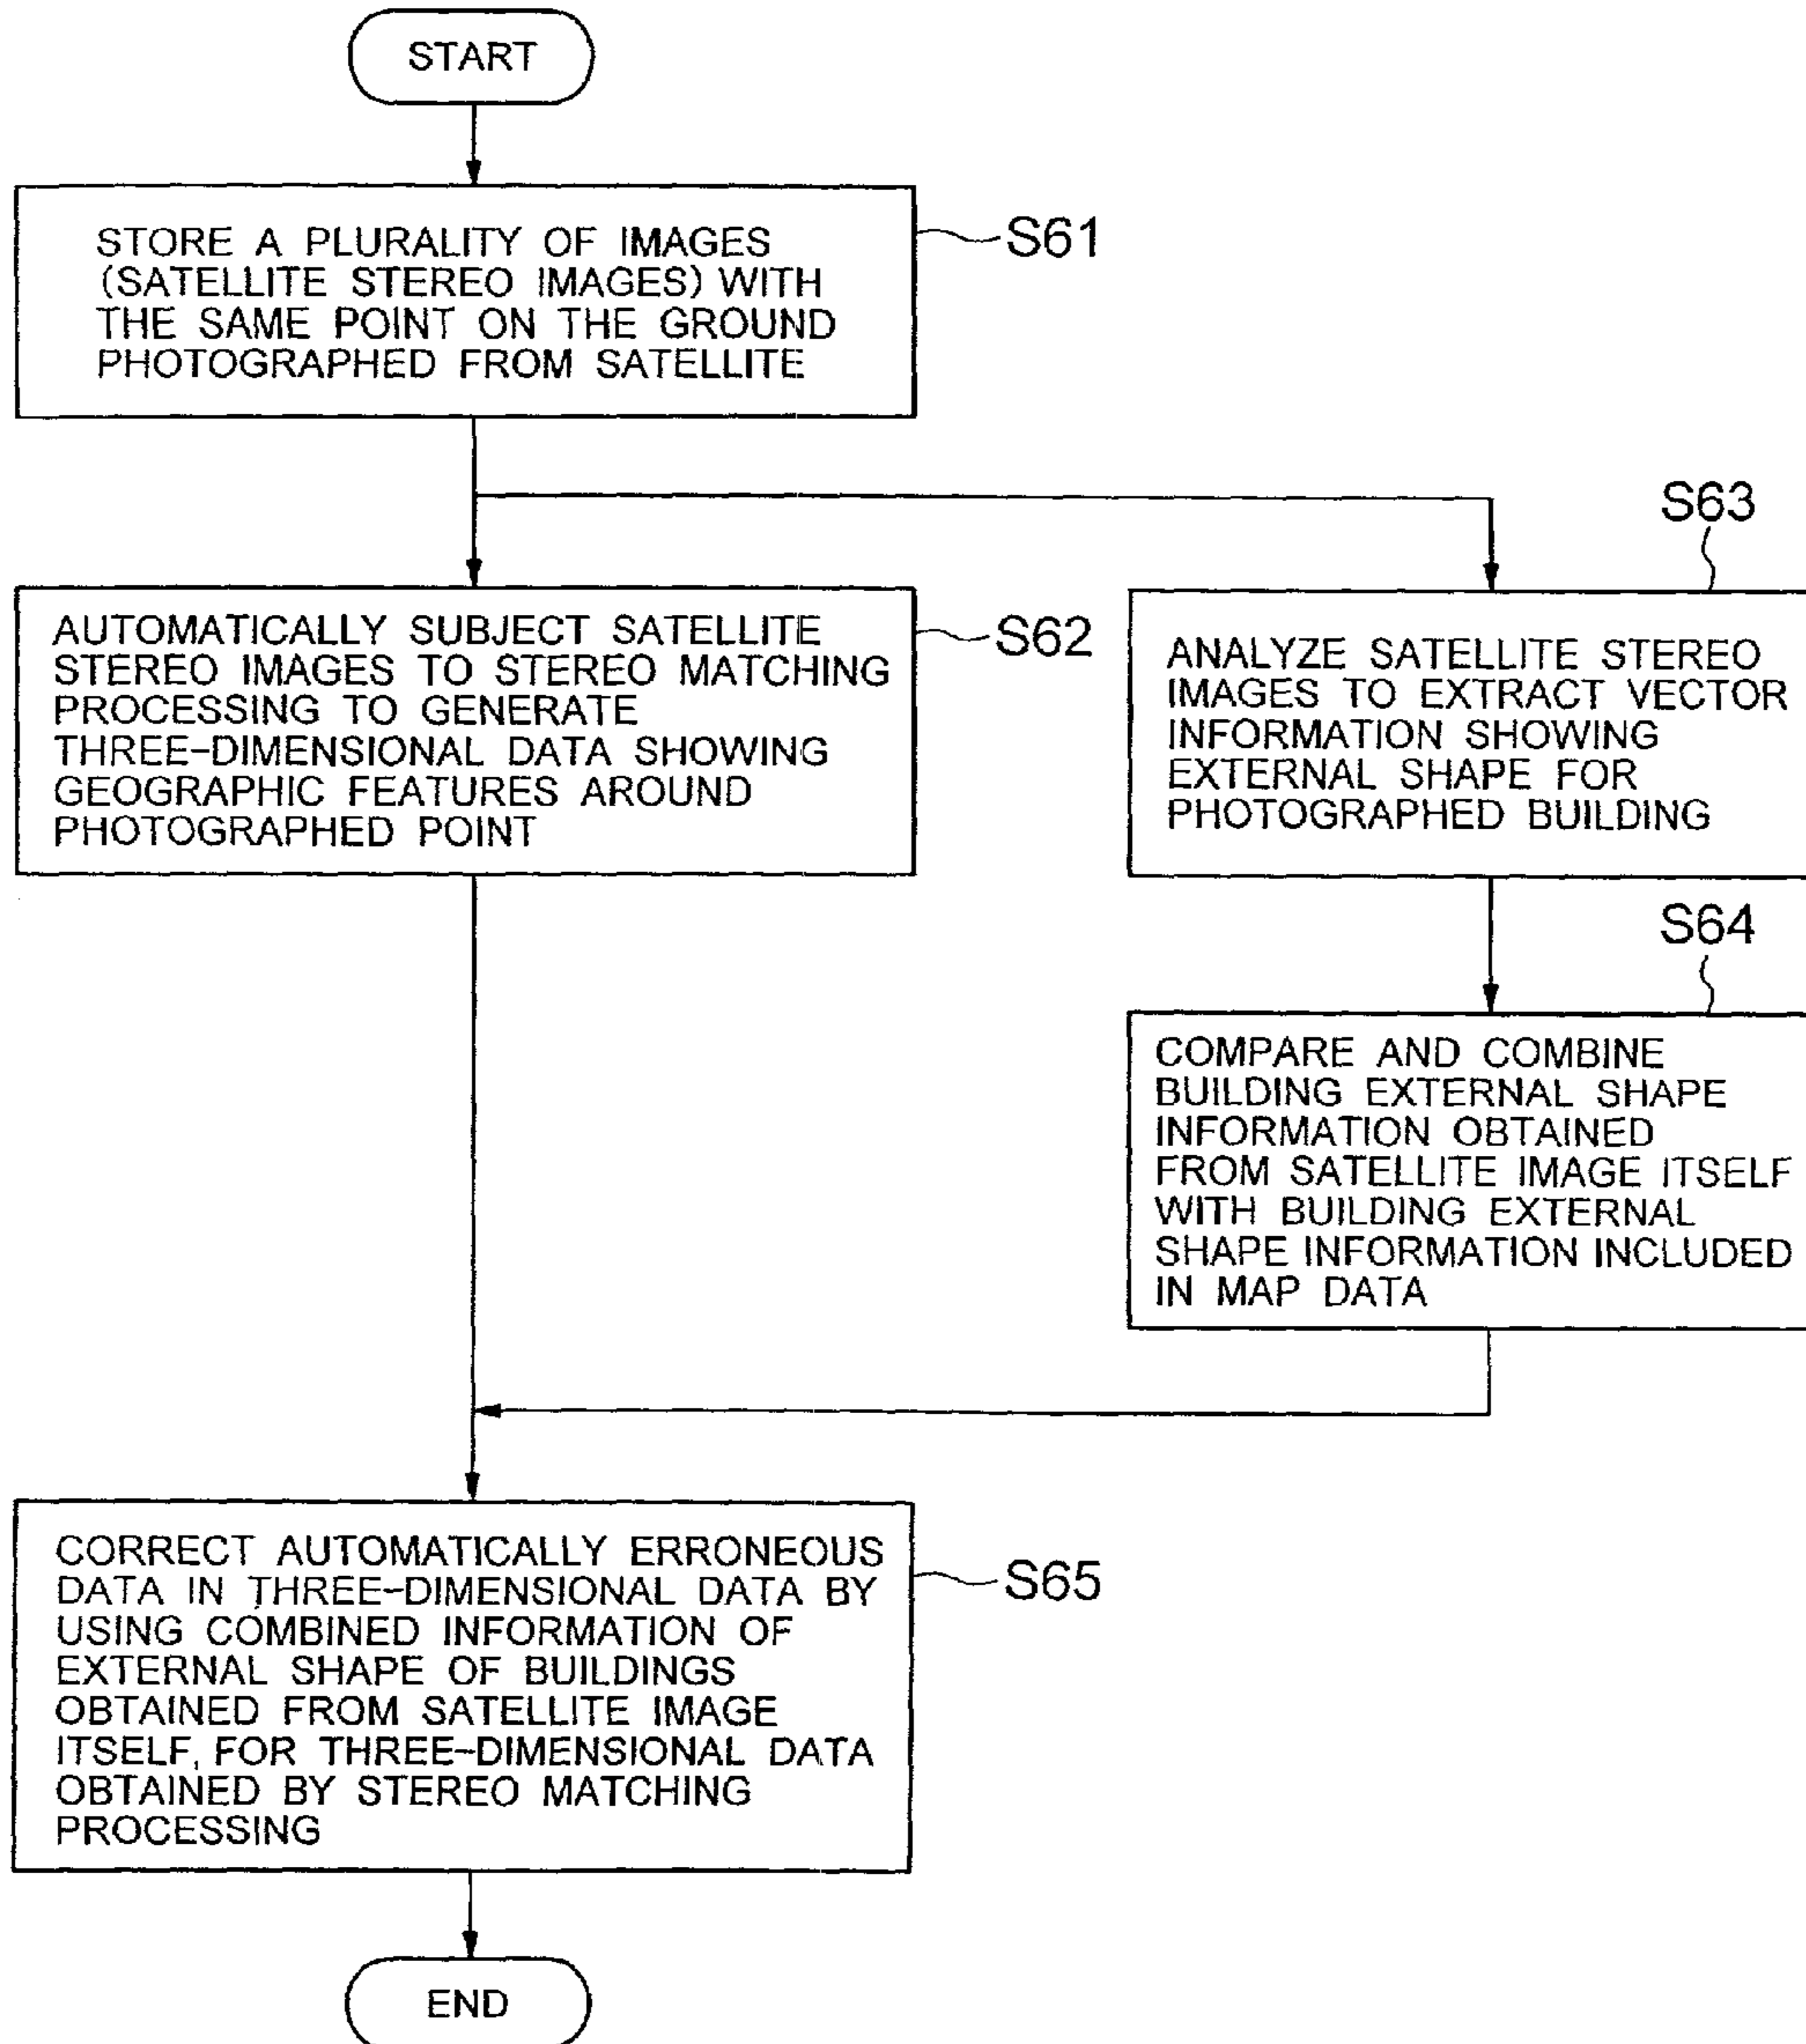 START
STORE A PLURALITY OF IMAGES
(SATELLITE STEREO IMAGES) WITH
THE SAME POINT ON THE GROUND
PHOTOGRAPHED FROM SATELLITE
S61
AUTOMATICALLY SUBJECT SATELLITE
STEREO IMAGES TO STEREO MATCHING
PROCESSING TO GENERATE
THREE-DIMENSIONAL DATA SHOWING
GEOGRAPHIC FEATURES AROUND
PHOTOGRAPHED POINT
S62
S63
ANALYZE SATELLITE STEREO
IMAGES TO EXTRACT VECTOR
INFORMATION SHOWING
EXTERNAL SHAPE FOR
PHOTOGRAPHED BUILDING
S64
COMPARE AND COMBINE
BUILDING EXTERNAL SHAPE
INFORMATION OBTAINED
FROM SATELLITE IMAGE ITSELF
WITH BUILDING EXTERNAL
SHAPE INFORMATION INCLUDED
IN MAP DATA
CORRECT AUTOMATICALLY ERRONEOUS
DATA IN THREE-DIMENSIONAL DATA BY
USING COMBINED INFORMATION OF
EXTERNAL SHAPE OF BUILDINGS
OBTAINED FROM SATELLITE IMAGE
ITSELF, FOR THREE-DIMENSIONAL DATA
OBTAINED BY STEREO MATCHING
PROCESSING
S65
END